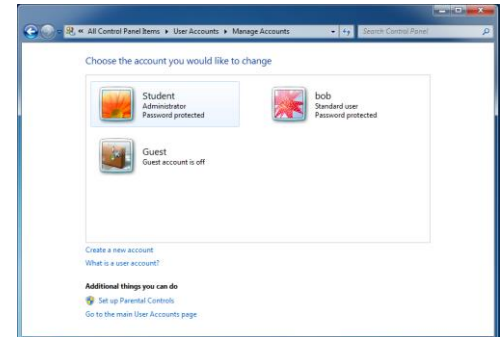 « All Control Panel Items ▸ User Accounts ▸ Manage Accounts
Search Control Panel
Choose the account you would like to change
Student
Administrator
Password protected
bob
Standard user
Password protected
Guest
Guest account is off
Create a new account
What is a user account?
Additional things you can do
Set up Parental Controls
Go to the main User Accounts page